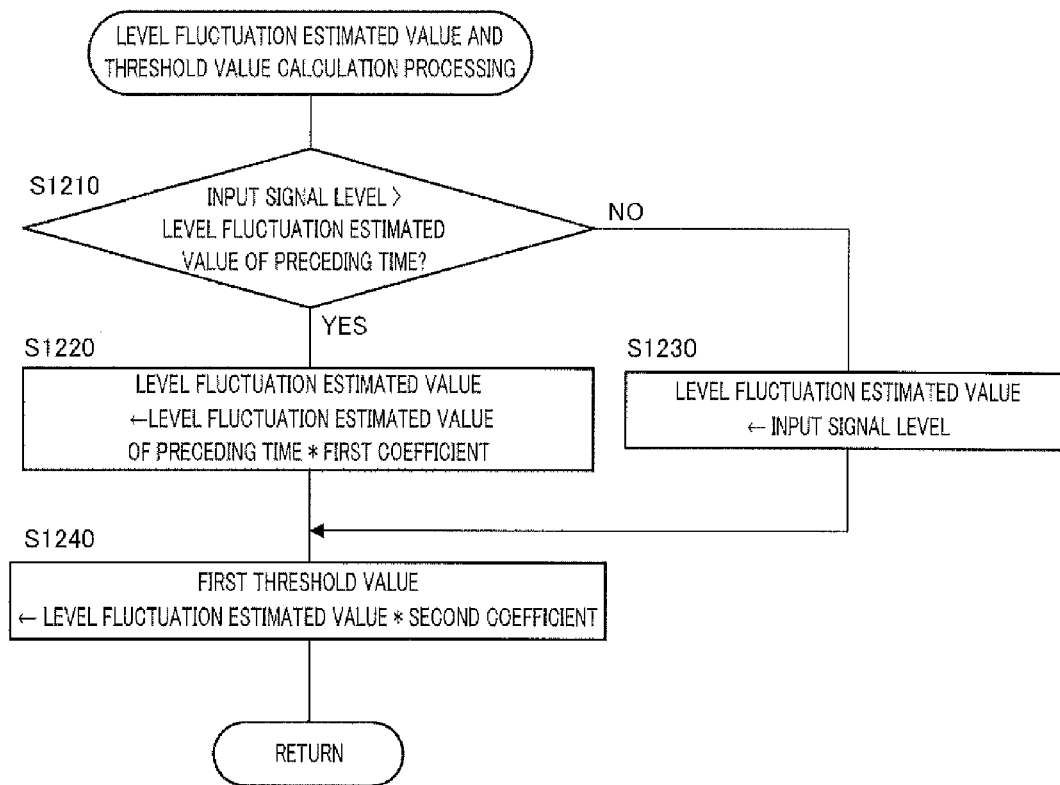 LEVEL FLUCTUATION ESTIMATED VALUE AND
THRESHOLD VALUE CALCULATION PROCESSING
S1210
INPUT SIGNAL LEVEL >
LEVEL FLUCTUATION ESTIMATED
VALUE OF PRECEDING TIME?
NO
YES
S1220
LEVEL FLUCTUATION ESTIMATED VALUE
←LEVEL FLUCTUATION ESTIMATED VALUE
OF PRECEDING TIME * FIRST COEFFICIENT
S1230
LEVEL FLUCTUATION ESTIMATED VALUE
← INPUT SIGNAL LEVEL
S1240
FIRST THRESHOLD VALUE
← LEVEL FLUCTUATION ESTIMATED VALUE * SECOND COEFFICIENT
RETURN